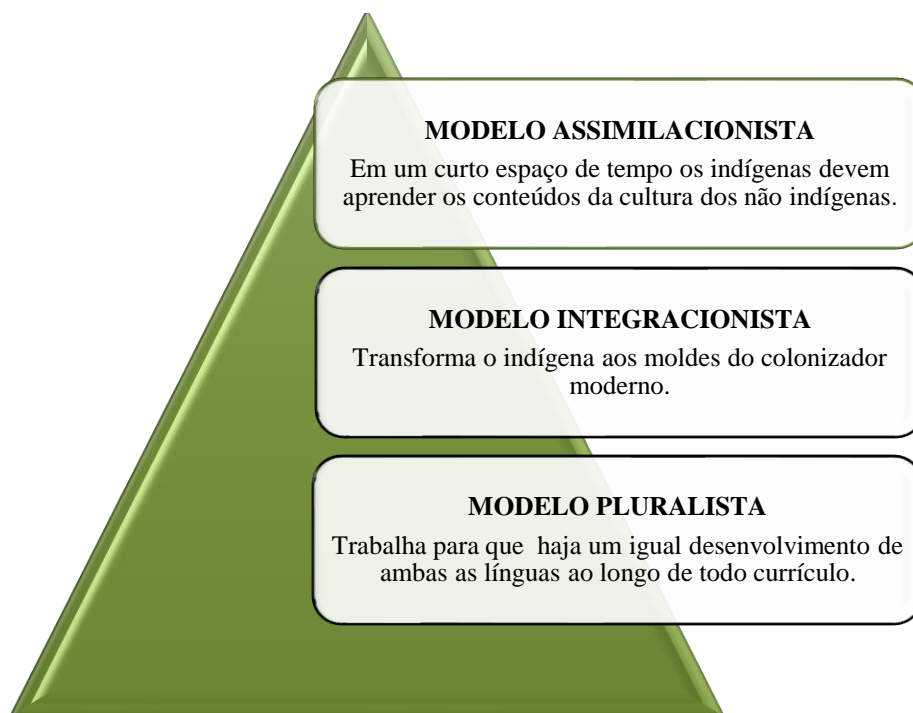 MODELO ASSIMILACIONISTA
Em um curto espaço de tempo os indígenas devem
aprender os conteúdos da cultura dos não indígenas.
MODELO INTEGRACIONISTA
Transforma o indígena aos moldes do colonizador
moderno.
MODELO PLURALISTA
Trabalha para que haja um igual desenvolvimento de
ambas as línguas ao longo de todo currículo.